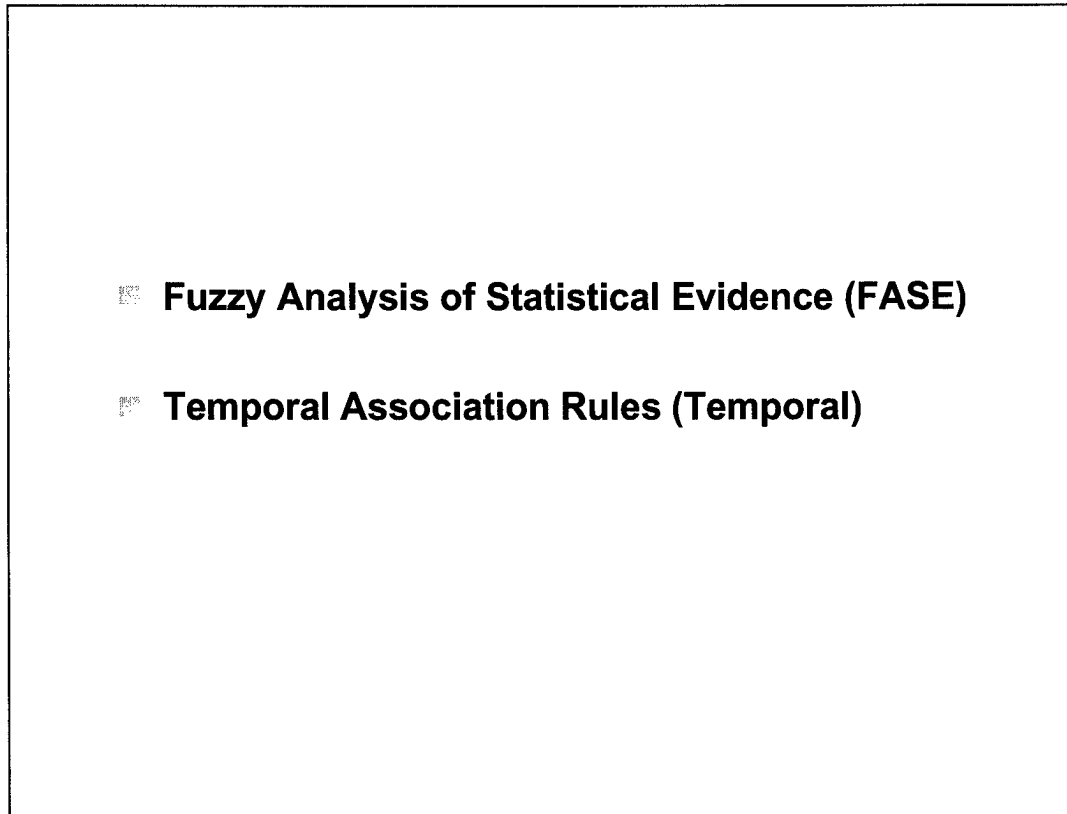 Fuzzy Analysis of Statistical Evidence (FASE)
Temporal Association Rules (Temporal)